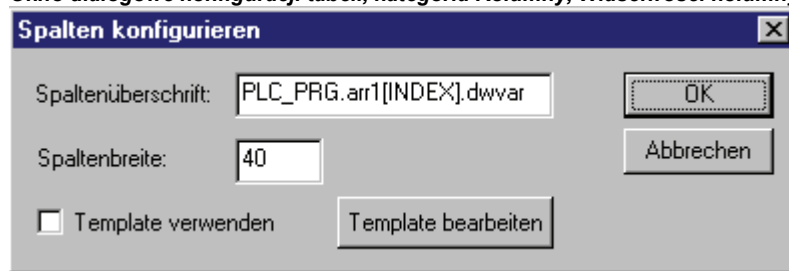 Spalten konfigurieren
Spaltenüberschrift: PLC_PRG.arr1[INDEX].dwvar OK
Spaltenbreite: 40 Abbrechen
Template verwenden Template bearbeiten